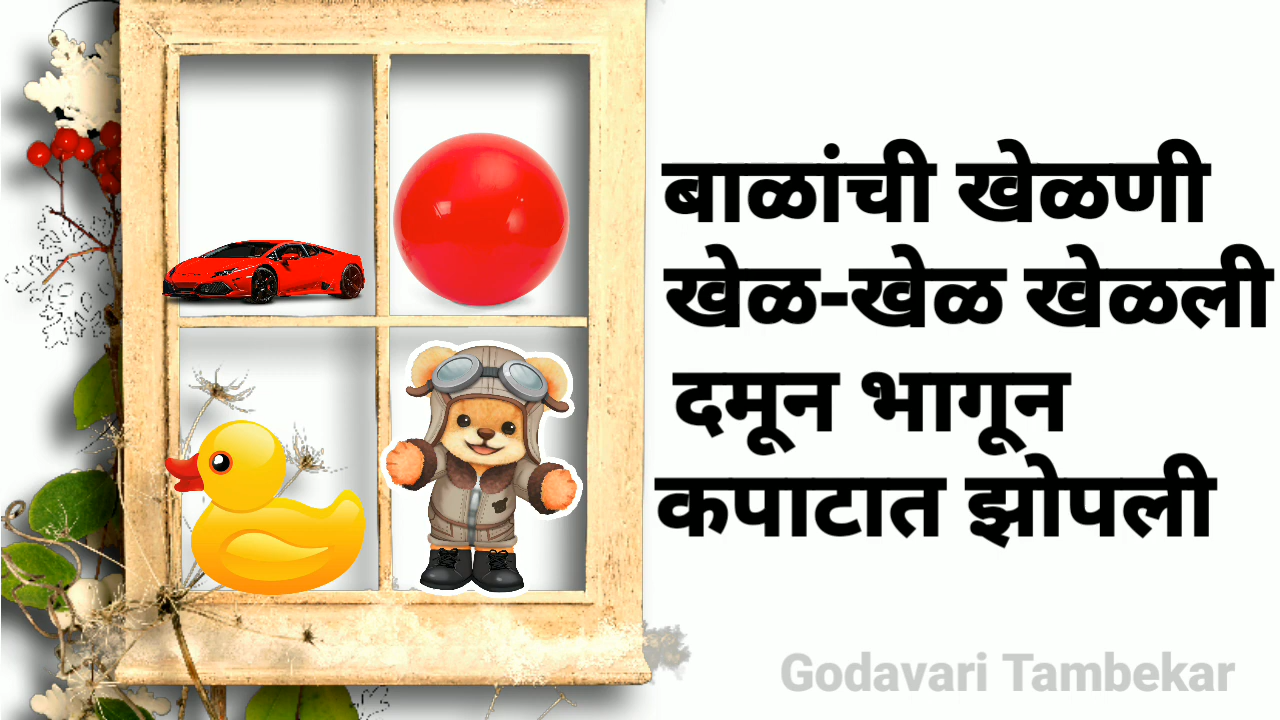 बाळांची खेळणी
खेळ-खेळ खेळली
दमून भागून
कपाटात झोपली
Godavari Tambekar